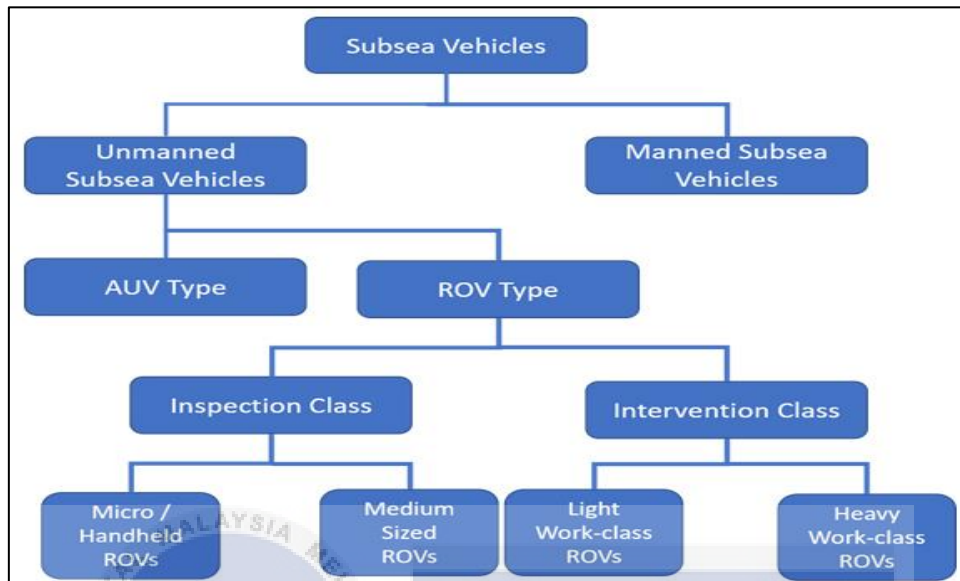 Subsea Vehicles
Unmanned
Subsea Vehicles
Manned Subsea
Vehicles
AUV Type
ROV Type
Inspection Class
Intervention Class
Micro /
Handheld
ROVs
Medium
Sized
ROVs
Light
Work-class
ROVs
Heavy
Work-class
ROVs
MALAYSIA